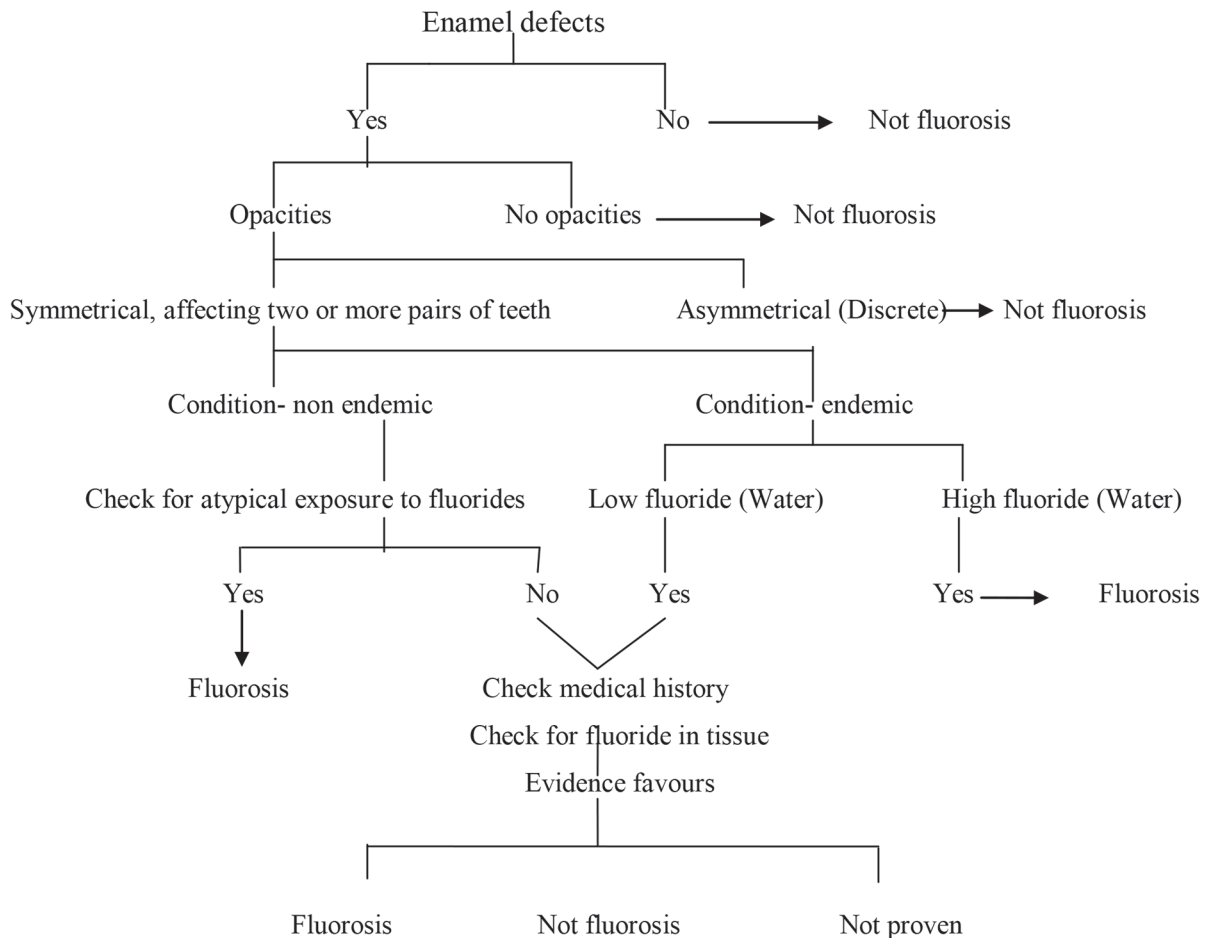 Enamel defects
Yes
No
Not fluorosis
Opacities
No opacities
Not fluorosis
Symmetrical, affecting two or more pairs of teeth
Asymmetrical (Discrete)
Not fluorosis
Condition- non endemic
Condition- endemic
Check for atypical exposure to fluorides
Low fluoride (Water)
High fluoride (Water)
Yes
No
Yes
Yes
Fluorosis
Fluorosis
Check medical history
Check for fluoride in tissue
Evidence favours
Fluorosis
Not fluorosis
Not proven